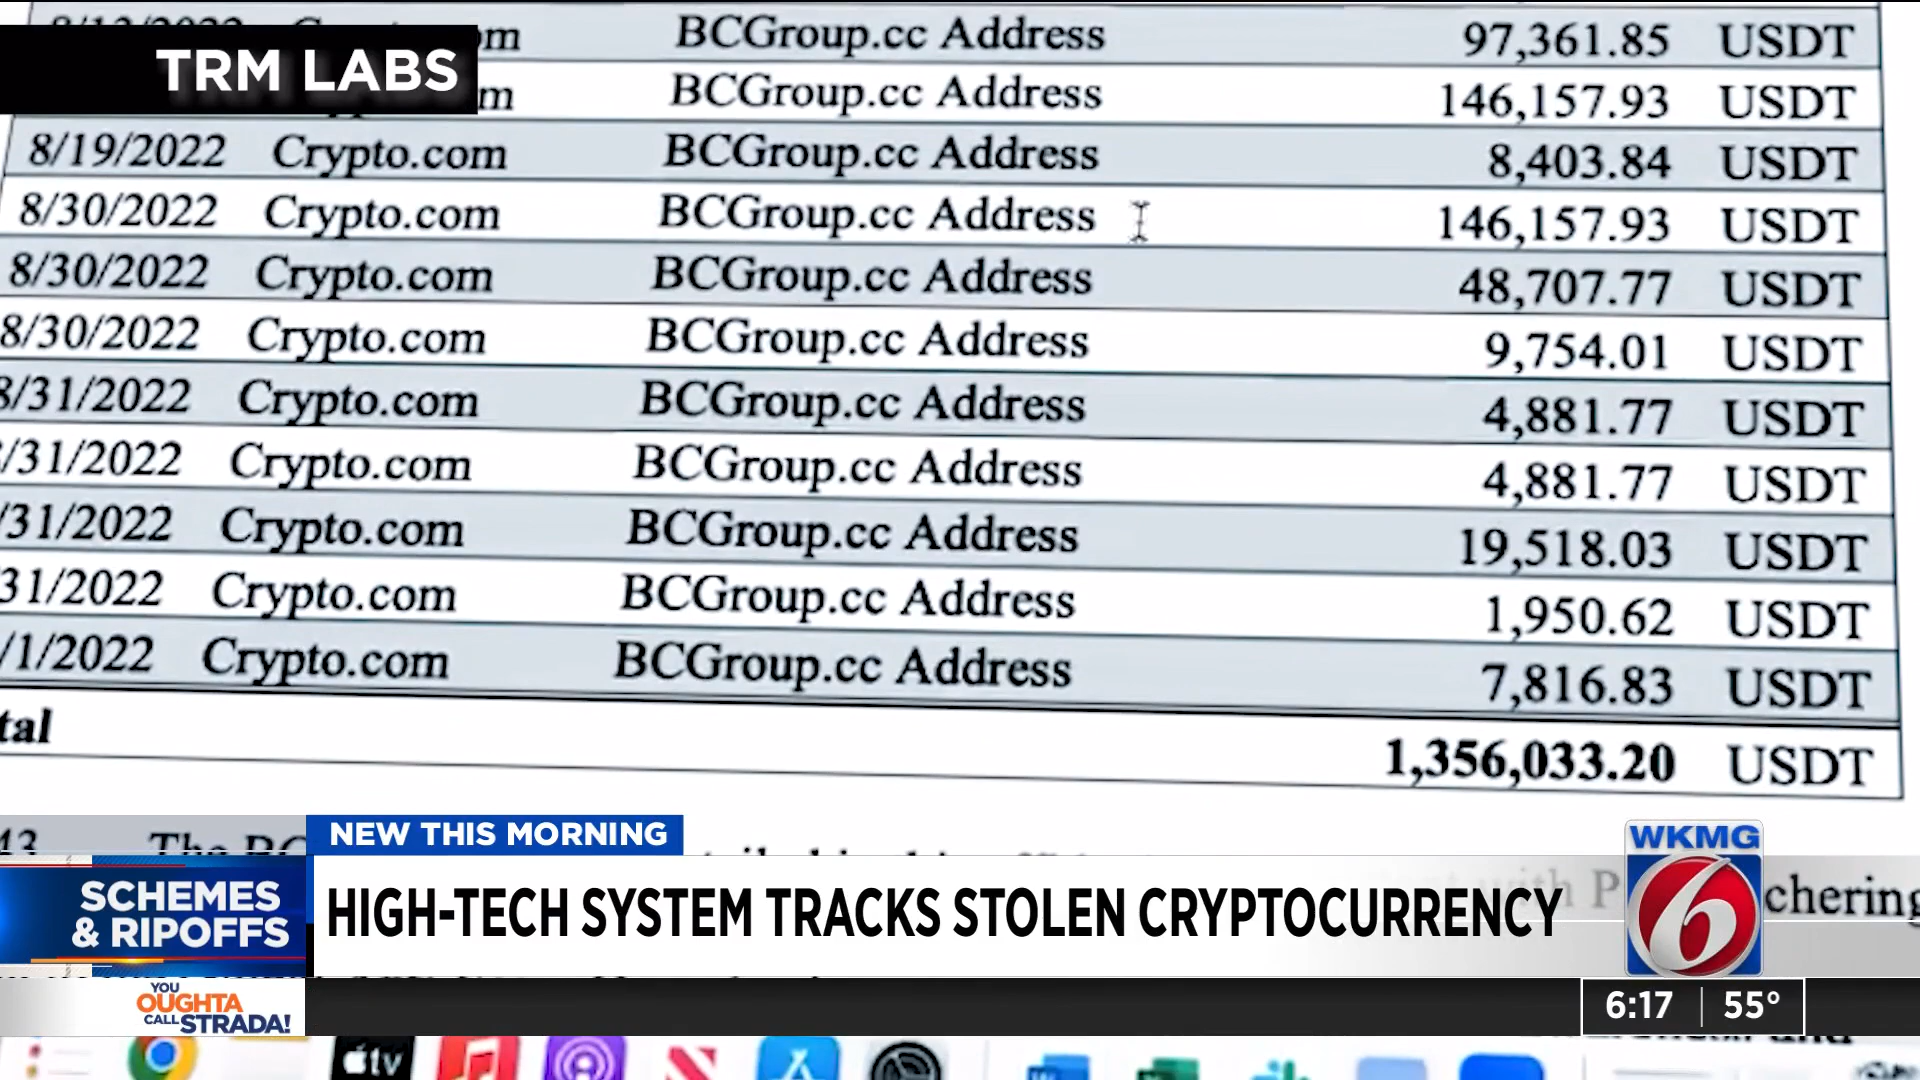 TRM LABS
BCGroup.cc Address 97,361.85 USDT
BCGroup.cc Address 146,157.93 USDT
8/19/2022 Crypto.com BCGroup.cc Address 8,403.84 USDT
8/30/2022 Crypto.com BCGroup.cc Address 146,157.93 USDT
8/30/2022 Crypto.com BCGroup.cc Address 48,707.77 USDT
8/30/2022 Crypto.com BCGroup.cc Address 9,754.01 USDT
8/31/2022 Crypto.com BCGroup.cc Address 4,881.77 USDT
/31/2022 Crypto.com BCGroup.cc Address 4,881.77 USDT
/31/2022 Crypto.com BCGroup.cc Address 19,518.03 USDT
31/2022 Crypto.com BCGroup.cc Address 1,950.62 USDT
/1/2022 Crypto.com BCGroup.cc Address 7,816.83 USDT
tal 1,356,033.20 USDT
NEW THIS MORNING
SCHEMES
& RIPOFFS
HIGH-TECH SYSTEM TRACKS STOLEN CRYPTOCURRENCY
WKMG
6
chering
YOU
OUGHTA
CALL STRADA!
6:17 55°
tv